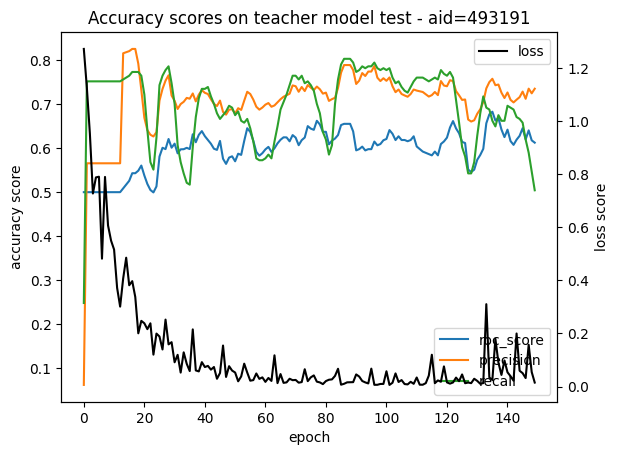 Accuracy scores on teacher model test - aid=493191
loss
accuracy score
0.8
0.7
0.6
0.5
0.4
0.3
0.2
0.1
1.2
1.0
0.8
0.6
0.4
0.2
0.0
loss score
roc_score
precision
recall
0
20
40
60
80
100
120
140
epoch